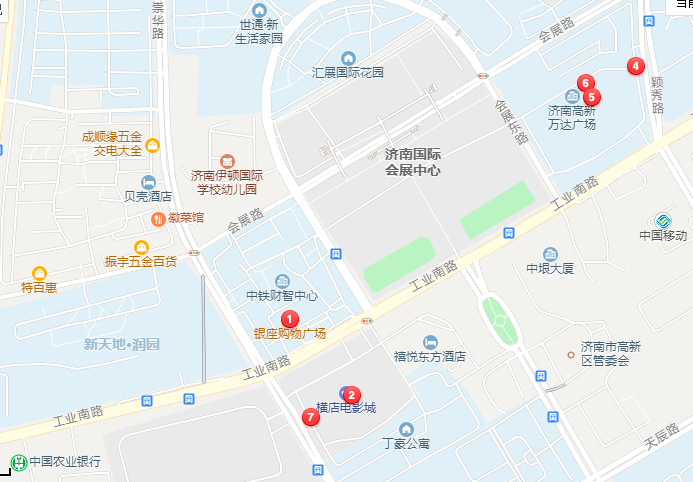 世通·新
生活家园
崇华路
汇展国际花园
会展路
4
6
5
颖秀路
济南高新
万达广场
会展东路
成顺缘五金
交电大全
济南国际
会展中心
济南伊顿国际
学校幼儿园
贝壳酒店
徽菜馆
会展路
工业南路
中国移动
振宇五金百货
特百惠
中铁财智中心
工业南路
中垠大厦
1
银座购物广场
新天地·润园
禧悦东方酒店
济南市高新
区管委会
工业南路
2
横店电影城
7
工业南路
丁豪公寓
天辰路
中国农业银行